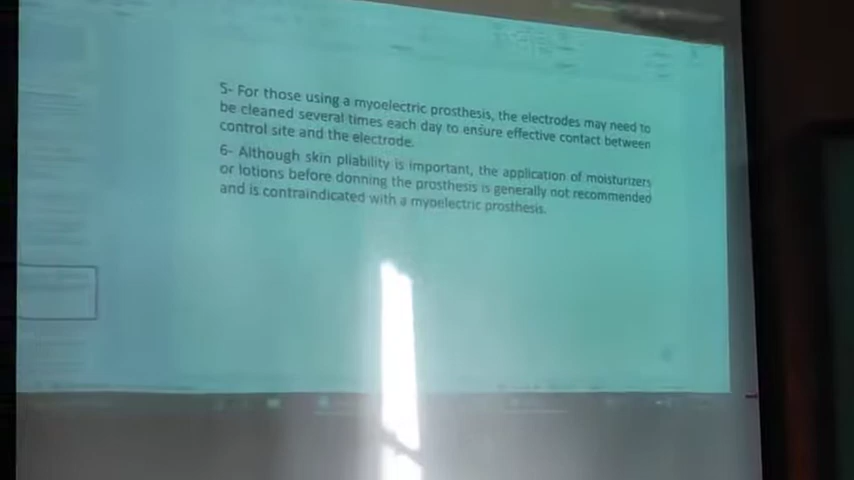 5- For those using a myoelectric prosthesis, the electrodes may need to
be cleaned several times each day to ensure effective contact between
control site and the electrode.
6- Although skin pliability is important, the application of moisturizers
or lotions before donning the prosthesis is generally not recommended
and is contraindicated with a myoelectric prosthesis.